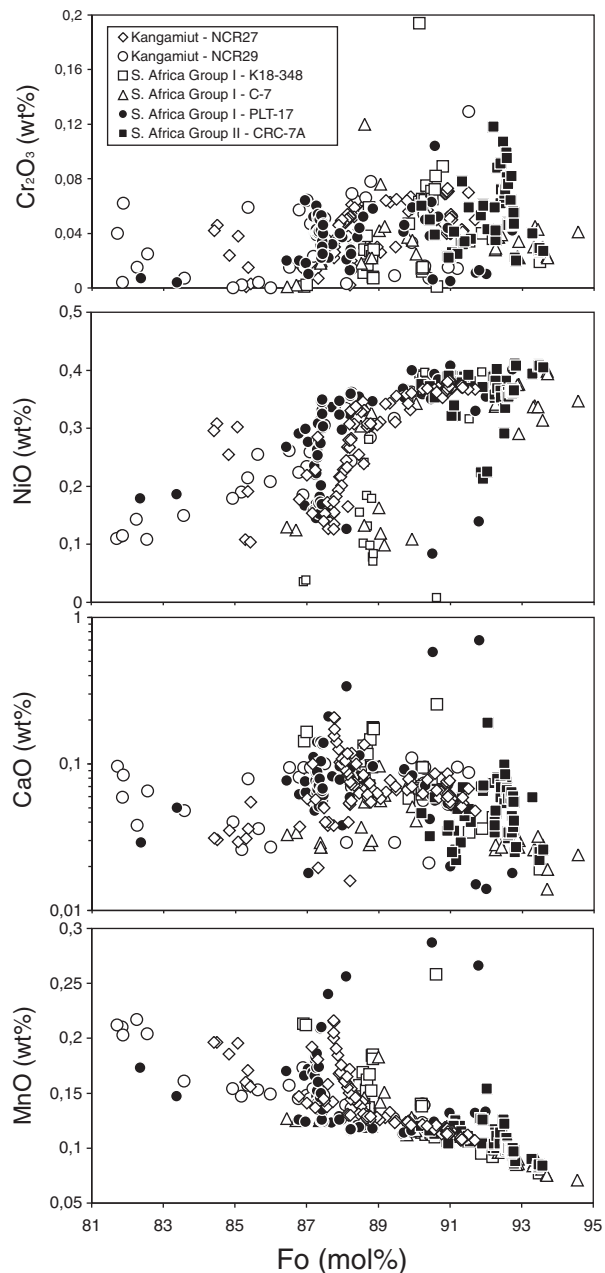 Cr₂O₃ (wt%)
0,2
0,16
0,12
0,08
0,04
0
Kangamiut - NCR27
Kangamiut - NCR29
S. Africa Group I - K18-348
S. Africa Group I - C-7
S. Africa Group I - PLT-17
S. Africa Group II - CRC-7A
NiO (wt%)
0,5
0,4
0,3
0,2
0,1
0
CaO (wt%)
1
0,1
0,01
MnO (wt%)
0,3
0,25
0,2
0,15
0,1
0,05
81 83 85 87 89 91 93 95
Fo (mol%)